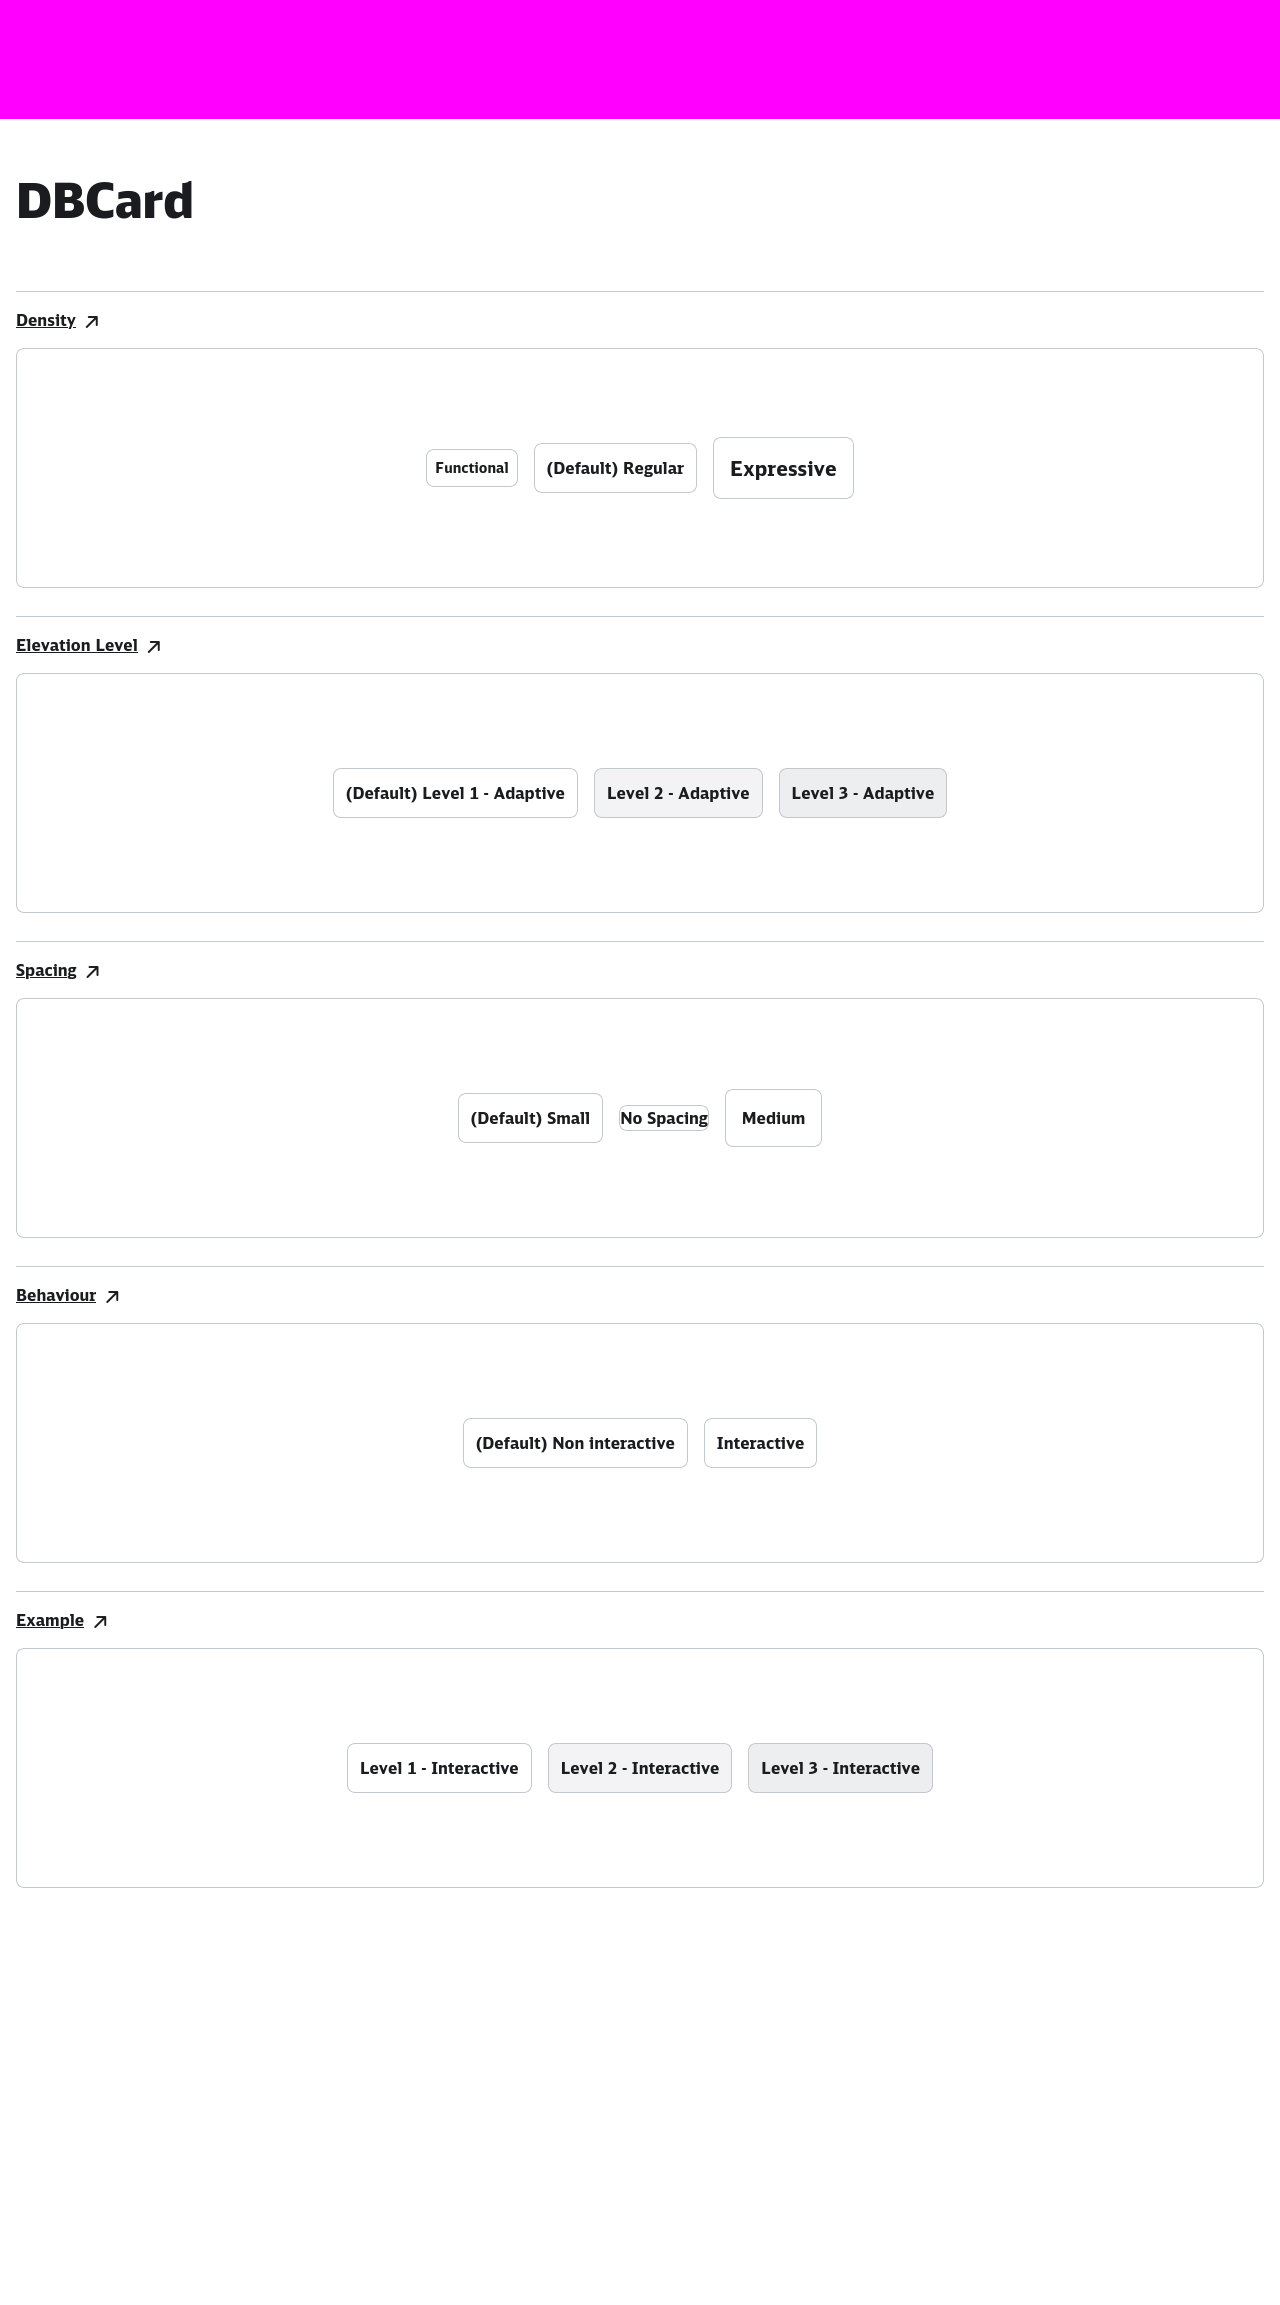 DBCard
Density
Functional
(Default) Regular
Expressive
Elevation Level
(Default) Level 1 - Adaptive
Level 2 - Adaptive
Level 3 - Adaptive
Spacing
(Default) Small
No Spacing
Medium
Behaviour
(Default) Non interactive
Interactive
Example
Level 1 - Interactive
Level 2 - Interactive
Level 3 - Interactive